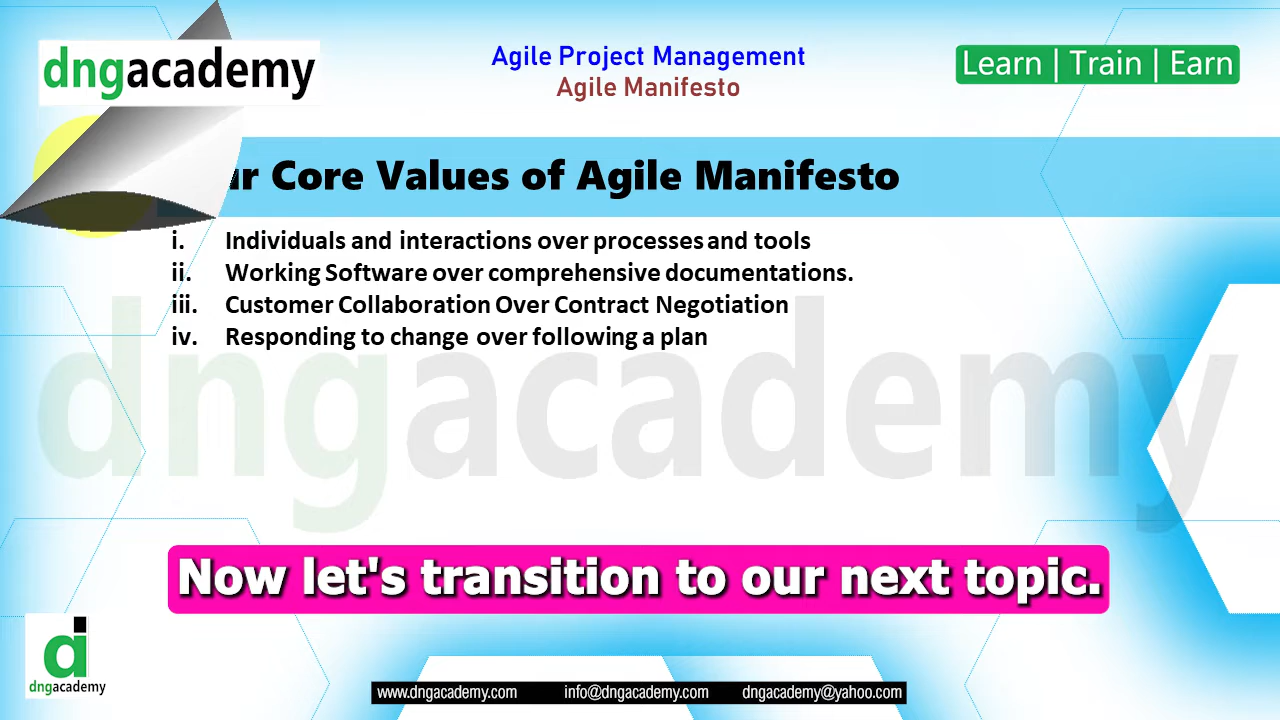 dngacademy
Agile Project Management
Agile Manifesto
Learn | Train | Earn
Core Values of Agile Manifesto
i. Individuals and interactions over processes and tools
ii. Working Software over comprehensive documentations.
iii. Customer Collaboration Over Contract Negotiation
iv. Responding to change over following a plan
dngacademy
Now let's transition to our next topic.
di
dngacademy
www.dngacademy.com info@dngacademy.com dngacademy@yahoo.com